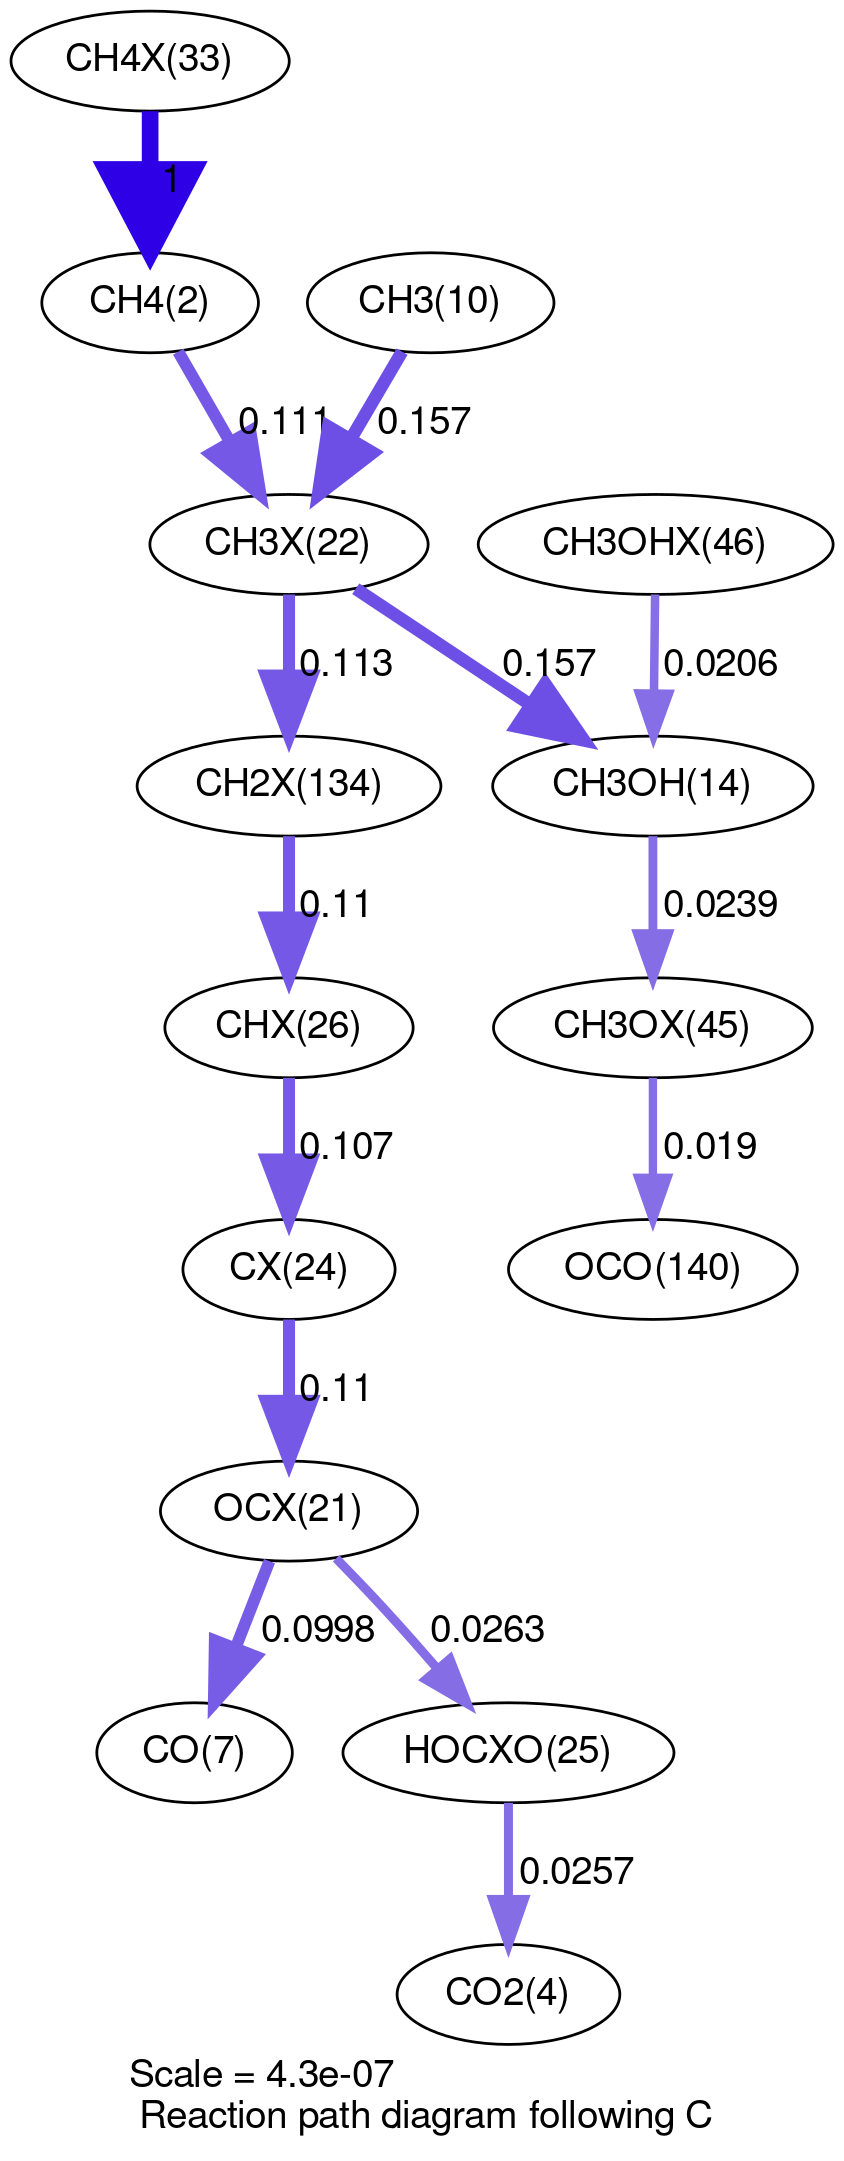 CH4X(33)
1
CH4(2)
CH3(10)
0.111
0.157
CH3X(22)
CH3OHX(46)
0.113
0.157
0.0206
CH2X(134)
CH3OH(14)
0.11
0.0239
CHX(26)
CH3OX(45)
0.107
0.019
CX(24)
OCO(140)
0.11
OCX(21)
0.0998
0.0263
CO(7)
HOCXO(25)
0.0257
CO2(4)
Scale = 4.3e-07
Reaction path diagram following C